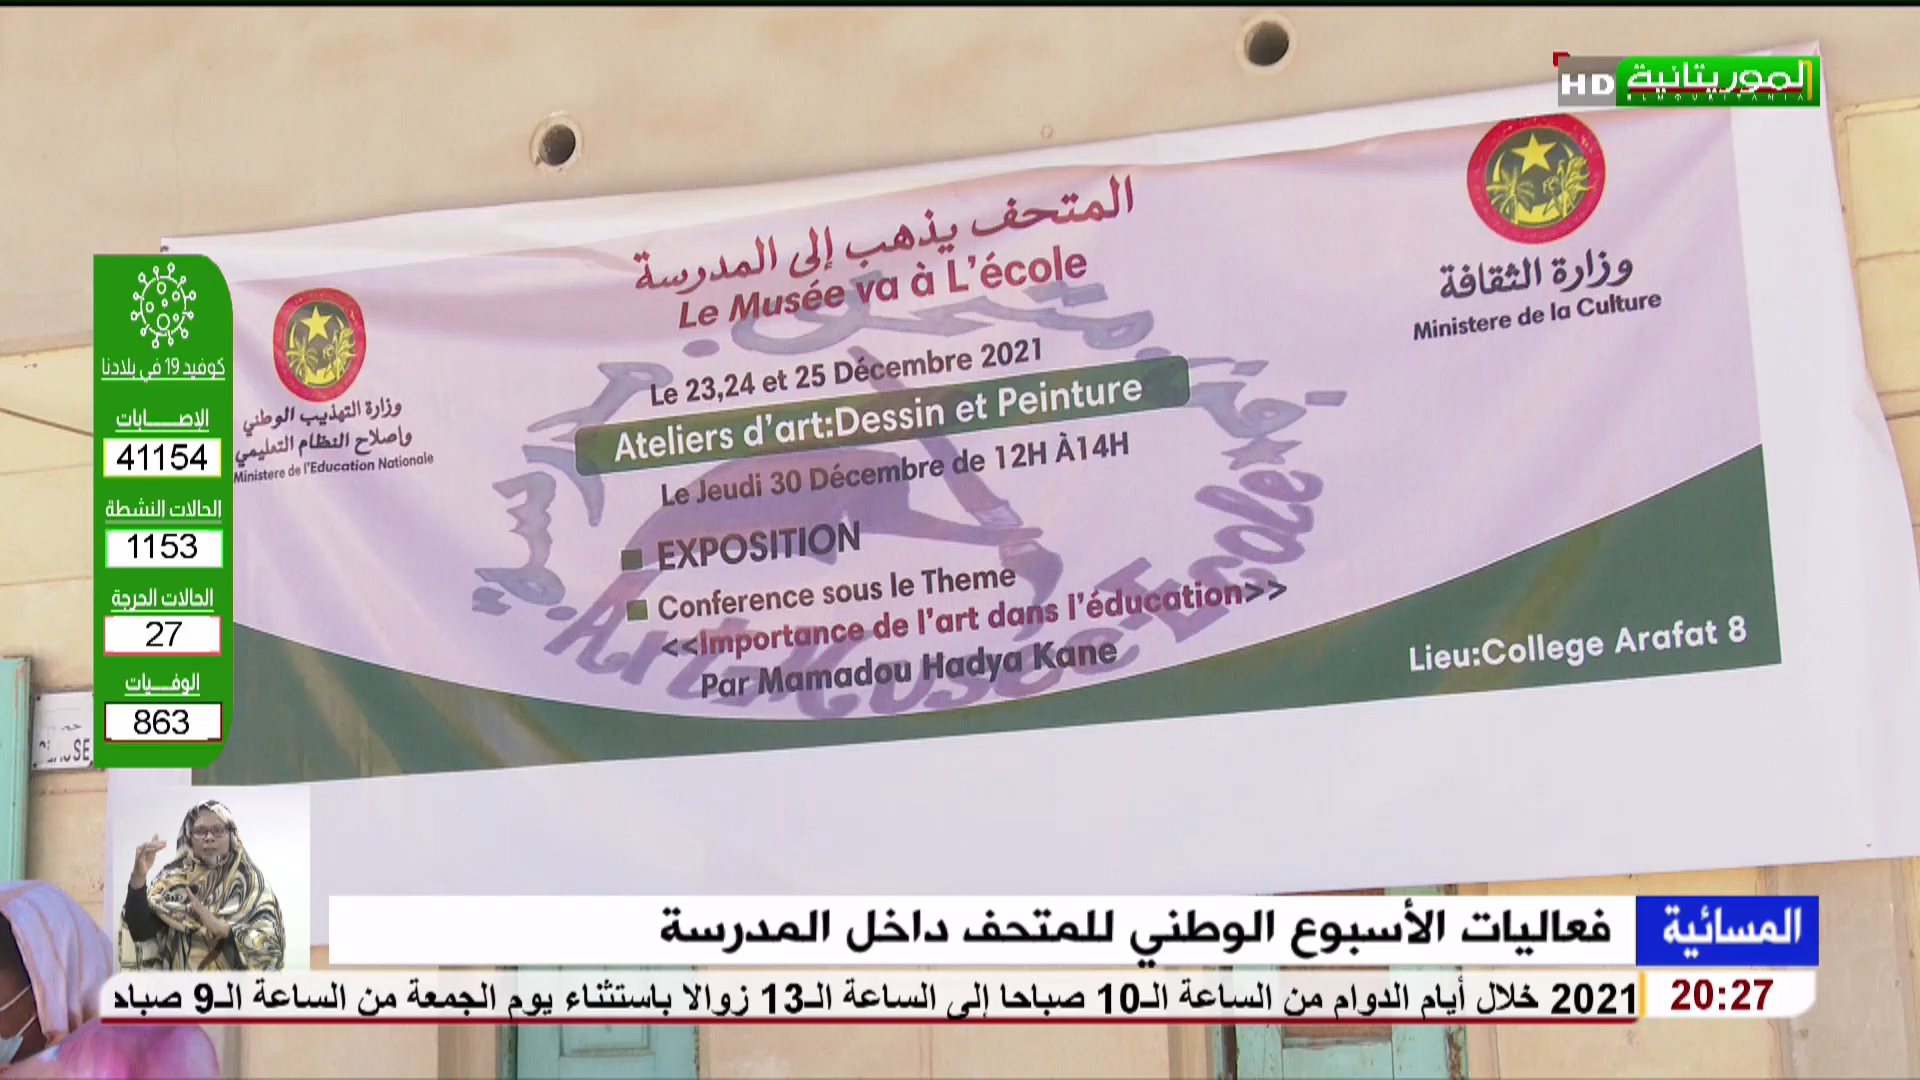 HD الموريتانية
ELMOURITANIA
المتحف يذهب إلى المدرسة
Le Musée va à L'école
Le 23,24 et 25 Décembre 2021
Ateliers d'art:Dessin et Peinture
Le Jeudi 30 Décembre de 12H À14H
EXPOSITION
Conference sous le Theme
<<Importance de l'art dans l'éducation>>
Par Mamadou Hadya Kane
وزارة الثقافة
Ministere de la Culture
Lieu:College Arafat 8
وزارة التهذيب الوطني
وإصلاح النظام التعليمي
Ministere de l'Education Nationale
Art-Musée-Ecole
كوفيد 19 في بلادنا
الإصابات
41154
الحالات النشطة
1153
الحالات الحرجة
27
الوفيات
863
المسائية
فعاليات الأسبوع الوطني للمتحف داخل المدرسة
20:27
2021 خلال أيام الدوام من الساعة الـ10 صباحا إلى الساعة الـ13 زوالا باستثناء يوم الجمعة من الساعة الـ9 صباح